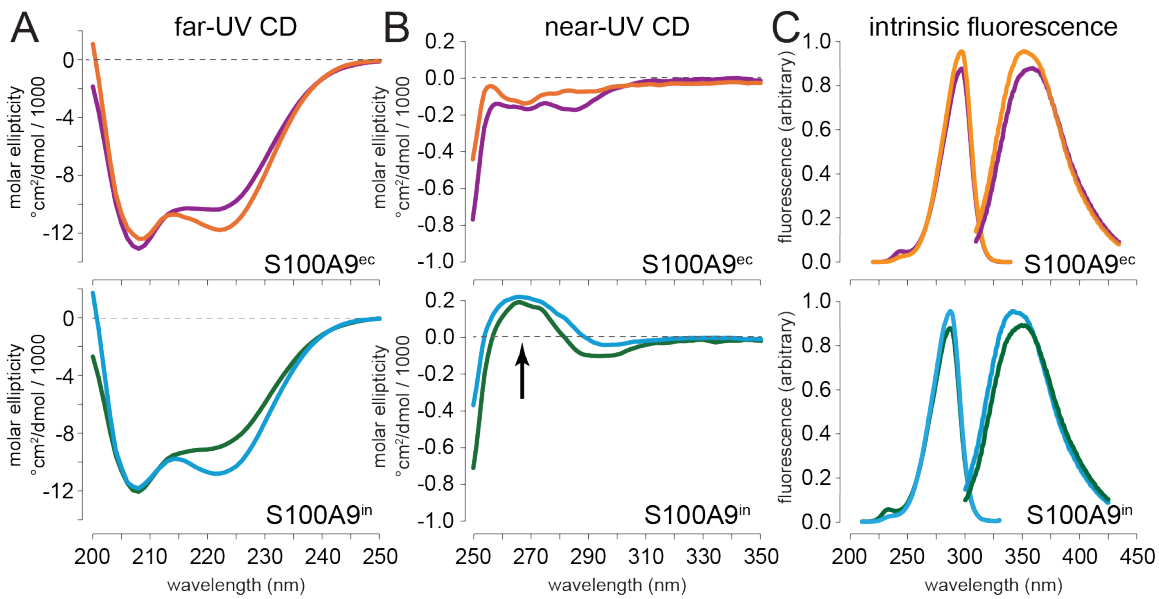 A
far-UV CD
B
near-UV CD
C
intrinsic fluorescence
molar ellipticity
°cm2/dmol / 1000
0
-4
-8
-12
S100A9ec
molar ellipticity
°cm2/dmol / 1000
0.2
0.0
-0.2
-0.4
-0.6
-0.8
-1.0
S100A9ec
fluorescence (arbitrary)
1.0
0.8
0.6
0.4
0.2
0.0
S100A9ec
molar ellipticity
°cm2/dmol / 1000
0
-4
-8
-12
S100A9in
200 210 220 230 240 250
wavelength (nm)
molar ellipticity
°cm2/dmol / 1000
0.2
0.0
-0.2
-0.4
-0.6
-0.8
-1.0
S100A9in
250 270 290 310 330 350
wavelength (nm)
fluorescence (arbitrary)
1.0
0.8
0.6
0.4
0.2
0.0
S100A9in
200 250 300 350 400 450
wavelength (nm)